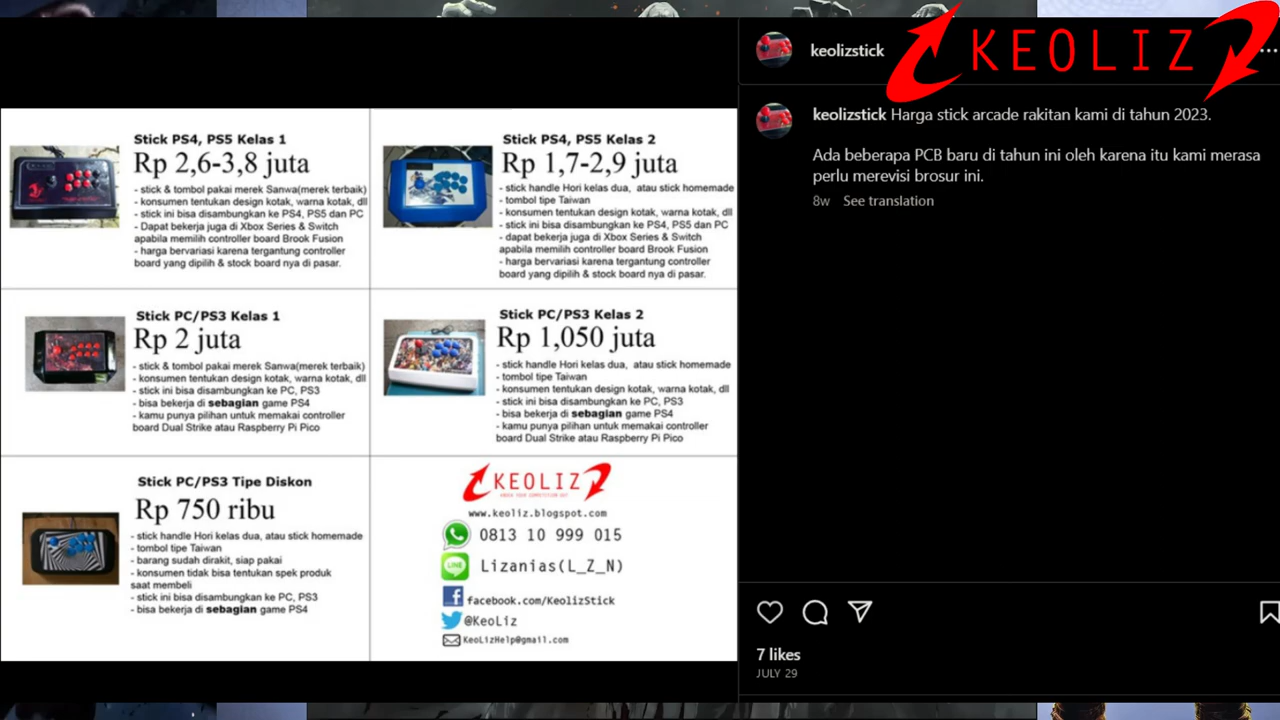 keolizstick
KEOLIZ
keolizstick Harga stick arcade rakitan kami di tahun 2023.
Ada beberapa PCB baru di tahun ini oleh karena itu kami merasa
perlu merevisi brosur ini.
8w See translation
Stick PS4, PS5 Kelas 1
Rp 2,6-3,8 juta
- stick & tombol pakai merek Sanwa(merek terbaik)
- konsumen tentukan design kotak, warna kotak, dll
- stick ini bisa disambungkan ke PS4, PS5 dan PC
- Dapat bekerja juga di Xbox Series & Switch
apabila memilih controller board Brook Fusion
- harga bervariasi karena tergantung controller
board yang dipilih & stock board nya di pasar.
Stick PS4, PS5 Kelas 2
Rp 1,7-2,9 juta
- stick handle Hori kelas dua, atau stick homemade
- tombol tipe Taiwan
- konsumen tentukan design kotak, warna kotak, dll
- stick ini bisa disambungkan ke PS4, PS5 dan PC
- dapat bekerja juga di Xbox Series & Switch
apabila memilih controller board Brook Fusion
- harga bervariasi karena tergantung controller
board yang dipilih & stock board nya di pasar.
Stick PC/PS3 Kelas 1
Rp 2 juta
- stick & tombol pakai merek Sanwa(merek terbaik)
- konsumen tentukan design kotak, warna kotak, dll
- stick ini bisa disambungkan ke PC, PS3
- bisa bekerja di sebagian game PS4
- kamu punya pilihan untuk memakai controller
board Dual Strike atau Raspberry Pi Pico
Stick PC/PS3 Kelas 2
Rp 1,050 juta
- stick handle Hori kelas dua, atau stick homemade
- tombol tipe Taiwan
- konsumen tentukan design kotak, warna kotak, dll
- stick ini bisa disambungkan ke PC, PS3
- bisa bekerja di sebagian game PS4
- kamu punya pilihan untuk memakai controller
board Dual Strike atau Raspberry Pi Pico
Stick PC/PS3 Tipe Diskon
Rp 750 ribu
- stick handle Hori kelas dua, atau stick homemade
- tombol tipe Taiwan
- barang sudah dirakit, siap pakai
- konsumen tidak bisa tentukan spek produk
saat membeli
- stick ini bisa disambungkan ke PC, PS3
- bisa bekerja di sebagian game PS4
KEOLIZ
www.keoliz.blogspot.com
0813 10 999 015
LINE
Lizanias(L_Z_N)
facebook.com/KeolizStick
@KeoLiz
KeoLizHelp@gmail.com
7 likes
JULY 29